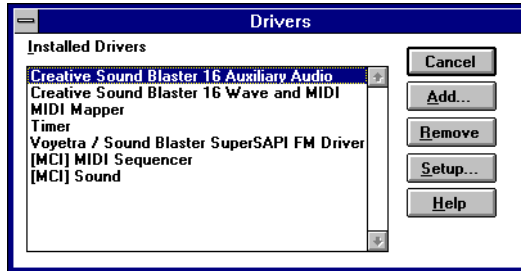 Drivers
Installed Drivers
Creative Sound Blaster 16 Auxiliary Audio
Creative Sound Blaster 16 Wave and MIDI
MIDI Mapper
Timer
Voyetra / Sound Blaster SuperSAPI FM Driver
[MCI] MIDI Sequencer
[MCI] Sound
Cancel
Add...
Remove
Setup...
Help